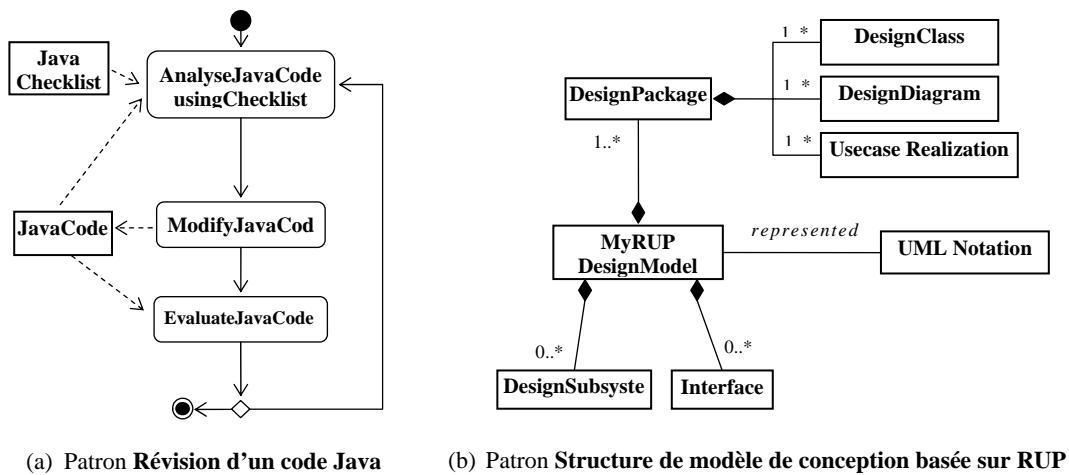 Java
Checklist
AnalyseJavaCode
usingChecklist
JavaCode
ModifyJavaCod
EvaluateJavaCode
DesignPackage
1 *
DesignClass
1 *
DesignDiagram
1 *
Usecase Realization
1..*
MyRUP
DesignModel
represented
UML Notation
0..*
0..*
DesignSubsyste
Interface
(a) Patron Révision d'un code Java
(b) Patron Structure de modèle de conception basée sur RUP